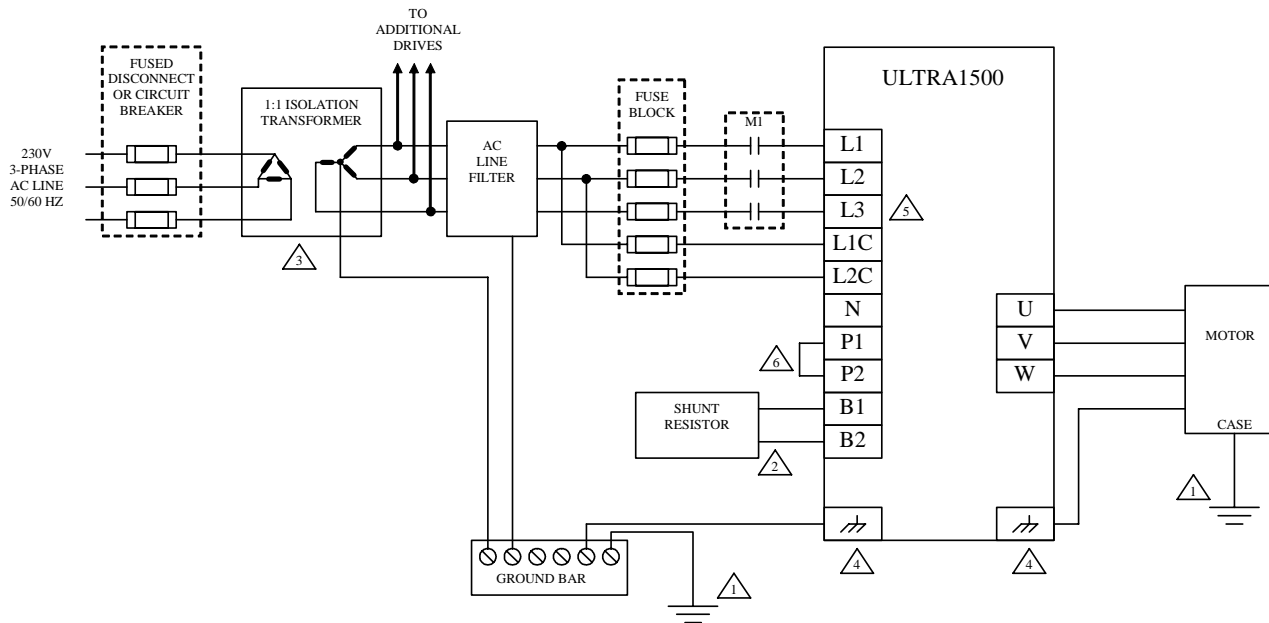 TO
ADDITIONAL
DRIVES
FUSED
DISCONNECT
OR CIRCUIT
BREAKER
1:1 ISOLATION
TRANSFORMER
230V
3-PHASE
AC LINE
50/60 HZ
3
AC
LINE
FILTER
FUSE
BLOCK
M1
ULTRA1500
L1
L2
L3
5
L1C
L2C
N
P1
6
P2
B1
B2
SHUNT
RESISTOR
2
U
V
W
MOTOR
CASE
1
4
4
GROUND BAR
1